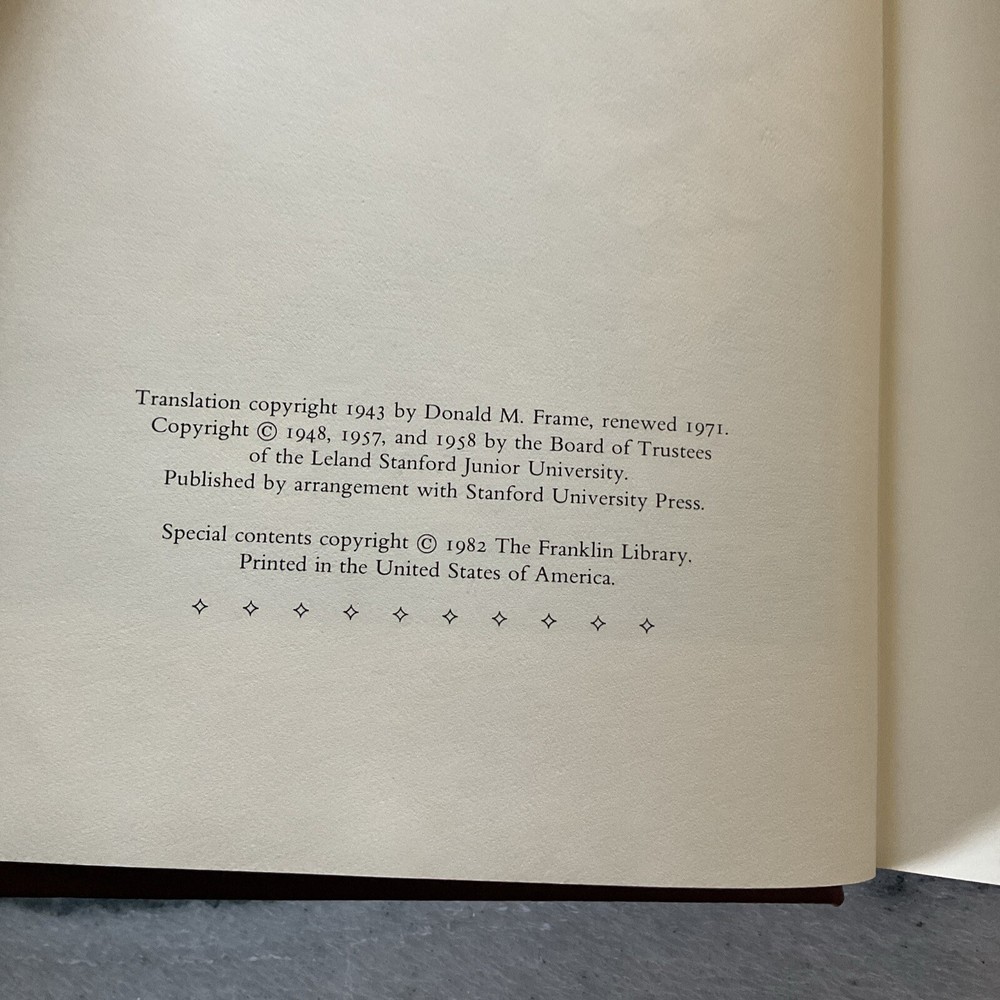 Translation copyright 1943 by Donald M. Frame, renewed 1971.
Copyright © 1948, 1957, and 1958 by the Board of Trustees
of the Leland Stanford Junior University.
Published by arrangement with Stanford University Press.
Special contents copyright © 1982 The Franklin Library.
Printed in the United States of America.